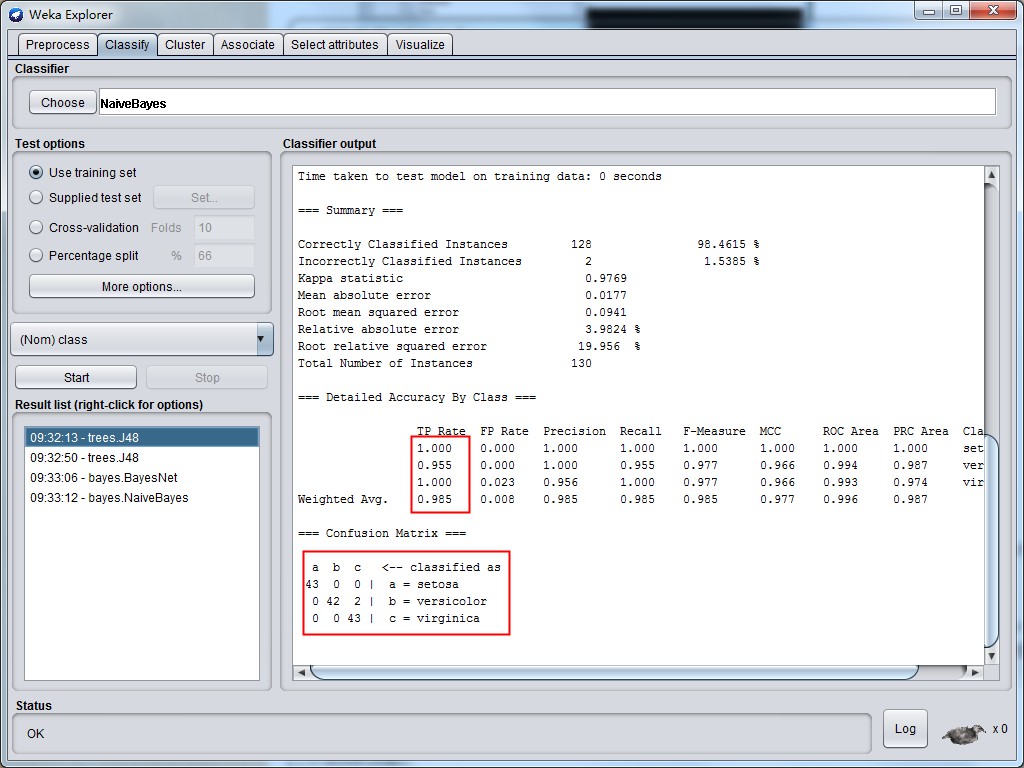 Weka Explorer
Preprocess Classify Cluster Associate Select attributes Visualize
Classifier
Choose NaiveBayes
Test options
Use training set
Supplied test set Set...
Cross-validation Folds 10
Percentage split % 66
More options...
(Nom) class
Start Stop
Result list (right-click for options)
09:32:13 - trees.J48
09:32:50 - trees.J48
09:33:06 - bayes.BayesNet
09:33:12 - bayes.NaiveBayes
Classifier output
Time taken to test model on training data: 0 seconds
=== Summary ===
Correctly Classified Instances 128 98.4615 %
Incorrectly Classified Instances 2 1.5385 %
Kappa statistic 0.9769
Mean absolute error 0.0177
Root mean squared error 0.0941
Relative absolute error 3.9824 %
Root relative squared error 19.956 %
Total Number of Instances 130
=== Detailed Accuracy By Class ===
TP Rate FP Rate Precision Recall F-Measure MCC ROC Area PRC Area Cla
1.000 0.000 1.000 1.000 1.000 1.000 1.000 1.000 set
0.955 0.000 1.000 0.955 0.977 0.966 0.994 0.987 ver
1.000 0.023 0.956 1.000 0.977 0.966 0.993 0.974 vir
Weighted Avg. 0.985 0.008 0.985 0.985 0.985 0.977 0.996 0.987
=== Confusion Matrix ===
a b c <-- classified as
43 0 0 | a = setosa
0 42 2 | b = versicolor
0 0 43 | c = virginica
Status
OK
Log
x 0